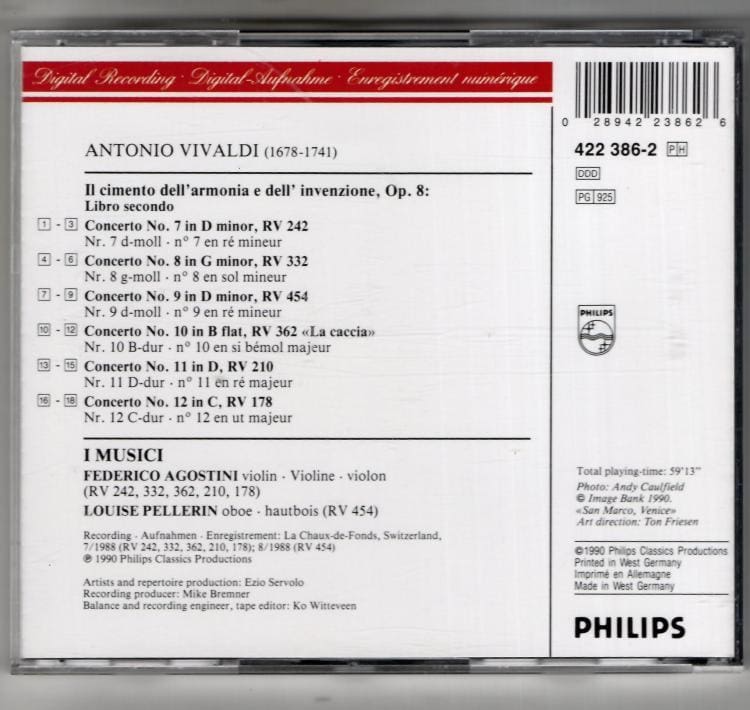 Digital Recording · Digital-Aufnahme · Enregistrement numérique
ANTONIO VIVALDI (1678-1741)
Il cimento dell'armonia e dell' invenzione, Op. 8:
Libro secondo
1 - 3 Concerto No. 7 in D minor, RV 242
Nr. 7 d-moll · n° 7 en ré mineur
4 - 6 Concerto No. 8 in G minor, RV 332
Nr. 8 g-moll · n° 8 en sol mineur
7 - 9 Concerto No. 9 in D minor, RV 454
Nr. 9 d-moll · n° 9 en ré mineur
10 - 12 Concerto No. 10 in B flat, RV 362 «La caccia»
Nr. 10 B-dur · n° 10 en si bémol majeur
13 - 15 Concerto No. 11 in D, RV 210
Nr. 11 D-dur · n° 11 en ré majeur
16 - 18 Concerto No. 12 in C, RV 178
Nr. 12 C-dur · n° 12 en ut majeur
I MUSICI
FEDERICO AGOSTINI violin · Violine · violon
(RV 242, 332, 362, 210, 178)
LOUISE PELLERIN oboe · hautbois (RV 454)
Recording · Aufnahmen · Enregistrement: La Chaux-de-Fonds, Switzerland,
7/1988 (RV 242, 332, 362, 210, 178); 8/1988 (RV 454)
℗ 1990 Philips Classics Productions
Artists and repertoire production: Ezio Servolo
Recording producer: Mike Bremner
Balance and recording engineer, tape editor: Ko Witteveen
0 28942 23862 6
422 386-2 PH
DDD
PG 925
PHILIPS
Total playing-time: 59'13"
Photo: Andy Caulfield
© Image Bank 1990.
«San Marco, Venice»
Art direction: Ton Friesen
©1990 Philips Classics Productions
Printed in West Germany
Imprimé en Allemagne
Made in West Germany
PHILIPS